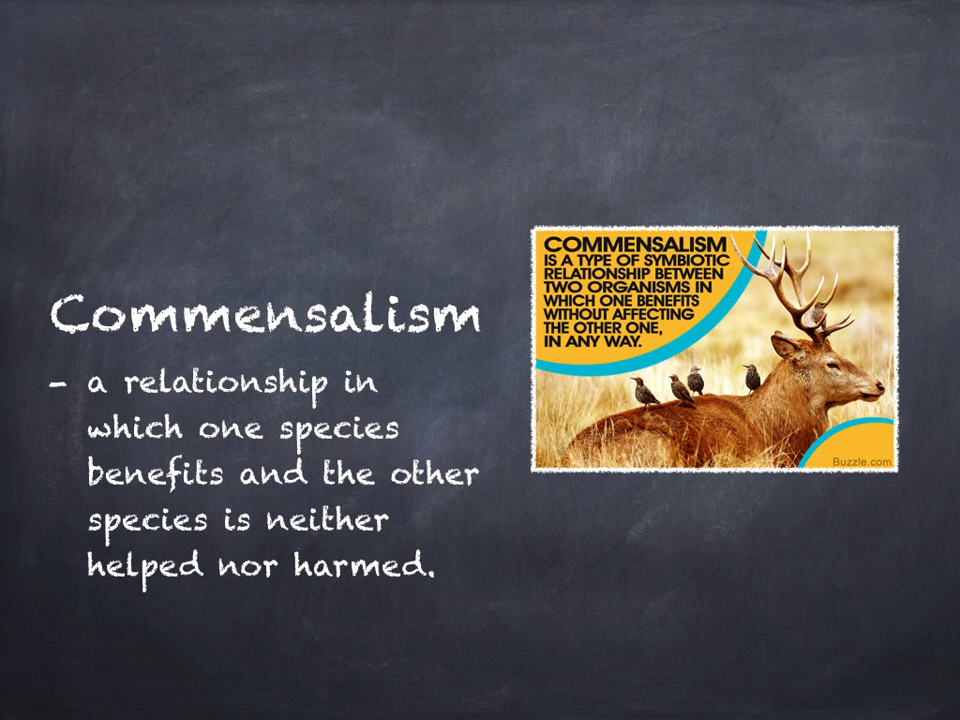 Commensalism
- a relationship in
which one species
benefits and the other
species is neither
helped nor harmed.
COMMENSALISM
IS A TYPE OF SYMBIOTIC
RELATIONSHIP BETWEEN
TWO ORGANISMS IN
WHICH ONE BENEFITS
WITHOUT AFFECTING
THE OTHER ONE,
IN ANY WAY.
Buzzle.com